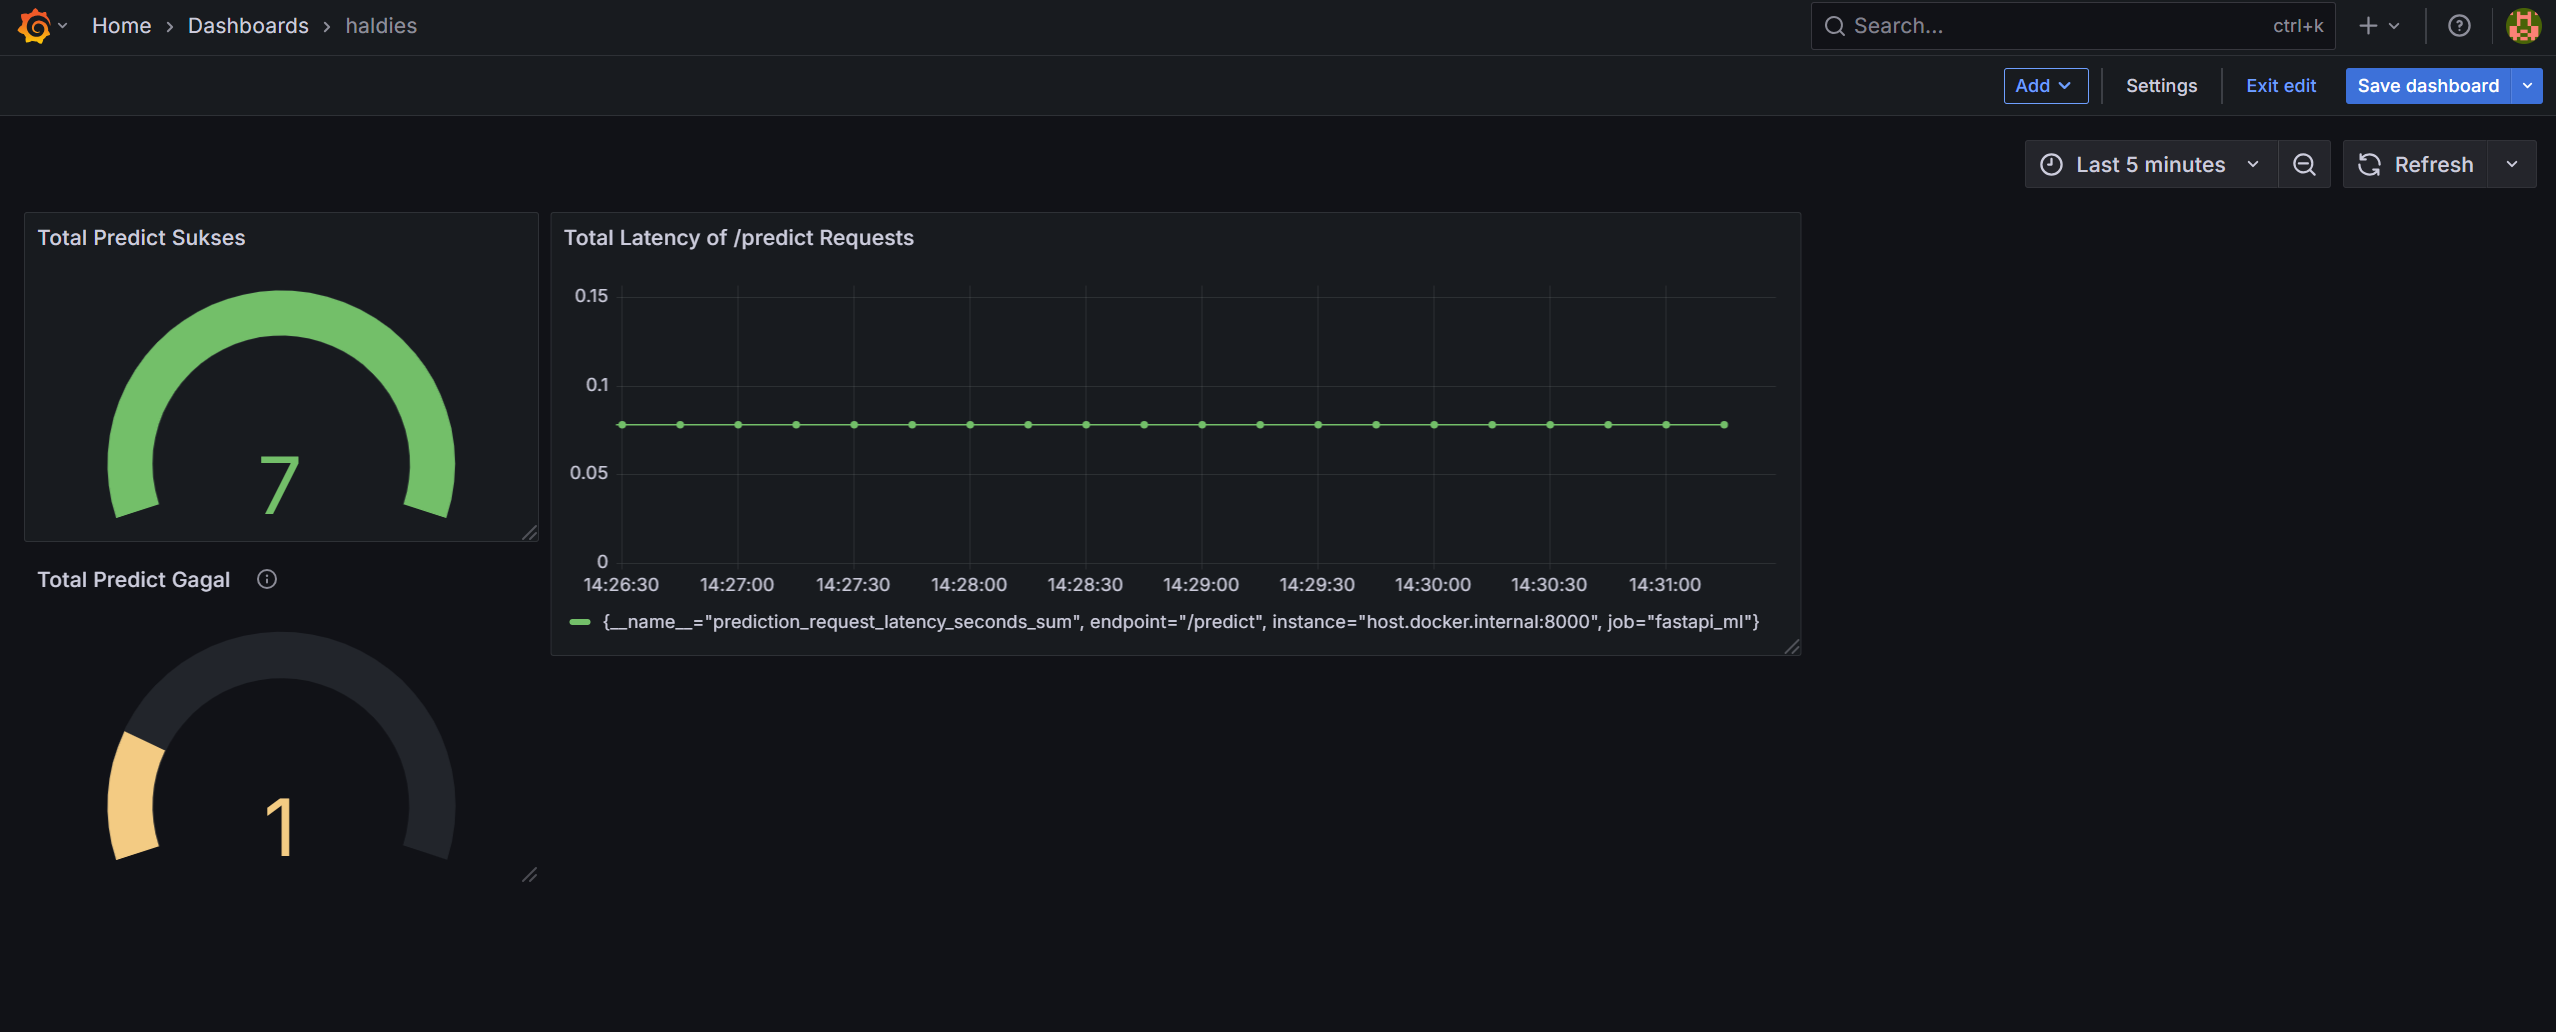 Home › Dashboards › haldies
Search... ctrl+k
Add Settings Exit edit Save dashboard
Last 5 minutes Refresh
Total Predict Sukses
7
Total Predict Gagal
1
Total Latency of /predict Requests
0.15
0.1
0.05
0
14:26:30 14:27:00 14:27:30 14:28:00 14:28:30 14:29:00 14:29:30 14:30:00 14:30:30 14:31:00
{__name__="prediction_request_latency_seconds_sum", endpoint="/predict", instance="host.docker.internal:8000", job="fastapi_ml"}